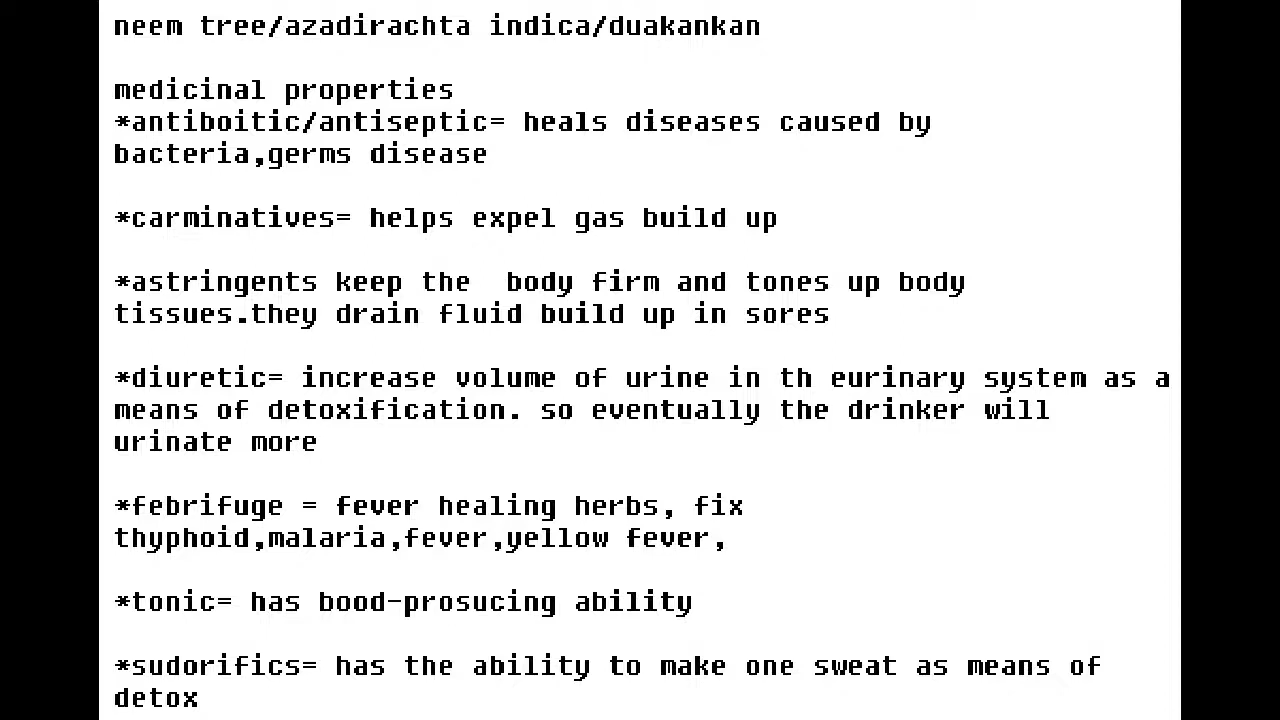 neem tree/azadirachta indica/duakankan
medicinal properties
*antiboitic/antiseptic= heals diseases caused by
bacteria,germs disease
*carminatives= helps expel gas build up
*astringents keep the  body firm and tones up body
tissues.they drain fluid build up in sores
*diuretic= increase volume of urine in th eurinary system as a
means of detoxification. so eventually the drinker will
urinate more
*febrifuge = fever healing herbs, fix
thyphoid,malaria,fever,yellow fever,
*tonic= has bood-prosucing ability
*sudorifics= has the ability to make one sweat as means of
detox